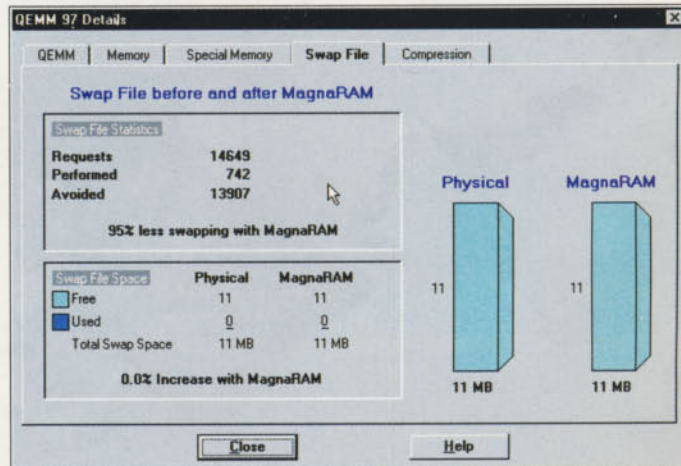 QEMM 97 Details
QEMM Memory Special Memory Swap File Compression
Swap File before and after MagnaRAM
Swap File Statistics
Requests 14649
Performed 742
Avoided 13907
95% less swapping with MagnaRAM
Swap File Space Physical MagnaRAM
Free 11 11
Used 0 0
Total Swap Space 11 MB 11 MB
0.0% Increase with MagnaRAM
Physical MagnaRAM
11 11
11 MB 11 MB
Close Help